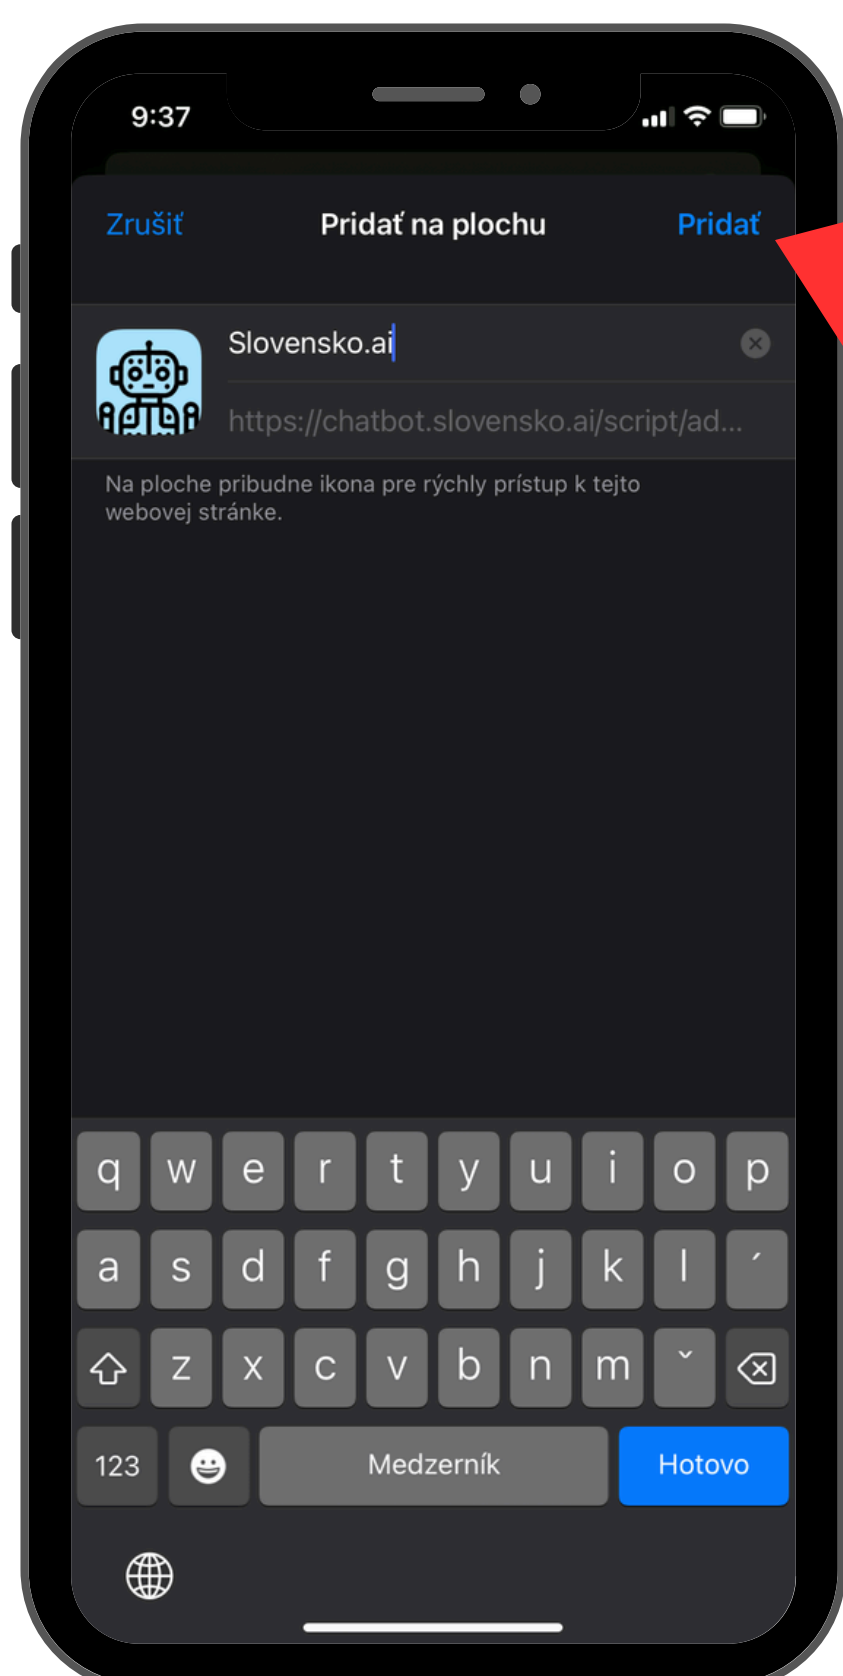 9:37
Zrušiť Pridať na plochu Pridať
Slovensko.ai
https://chatbot.slovensko.ai/script/ad...
Na ploche pribudne ikona pre rýchly prístup k tejto
webovej stránke.
q w e r t y u i o p
a s d f g h j k l ´
z x c v b n m ˇ
123 Medzerník Hotovo